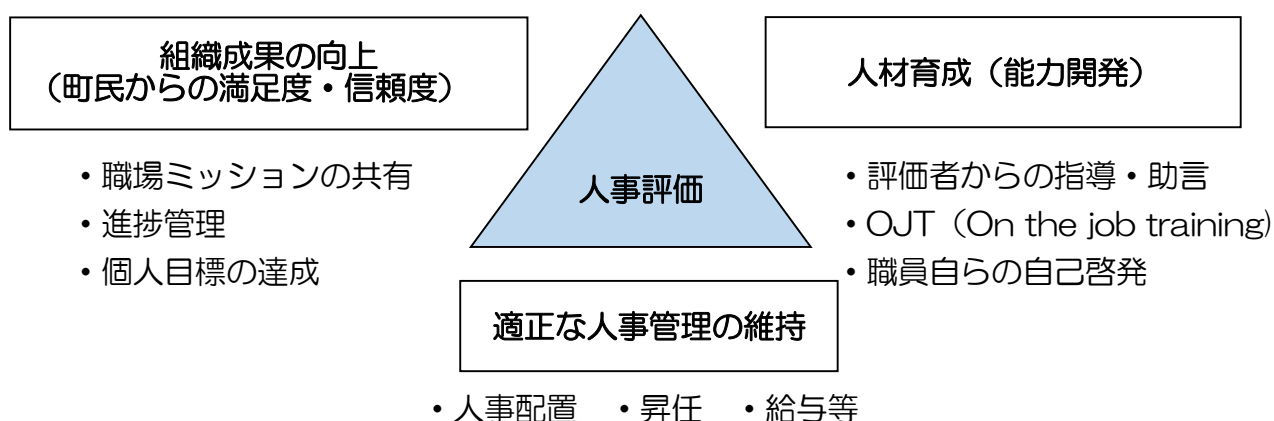 組織成果の向上
（町民からの満足度・信頼度）
・職場ミッションの共有
・進捗管理
・個人目標の達成
人事評価
人材育成（能力開発）
・評価者からの指導・助言
・OJT（On the job training)
・職員自らの自己啓発
適正な人事管理の維持
・人事配置　・昇任　・給与等